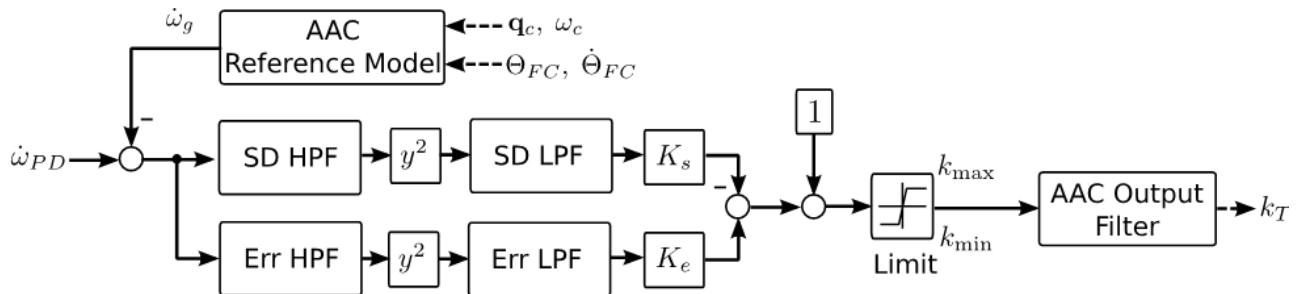 ω̇_g
AAC
Reference Model
q_c, ω_c
Θ_FC, Θ̇_FC
−
1
ω̇_PD
SD HPF
y²
SD LPF
K_s
−
k_max
AAC Output
Filter
k_T
k_min
Err HPF
y²
Err LPF
K_e
Limit